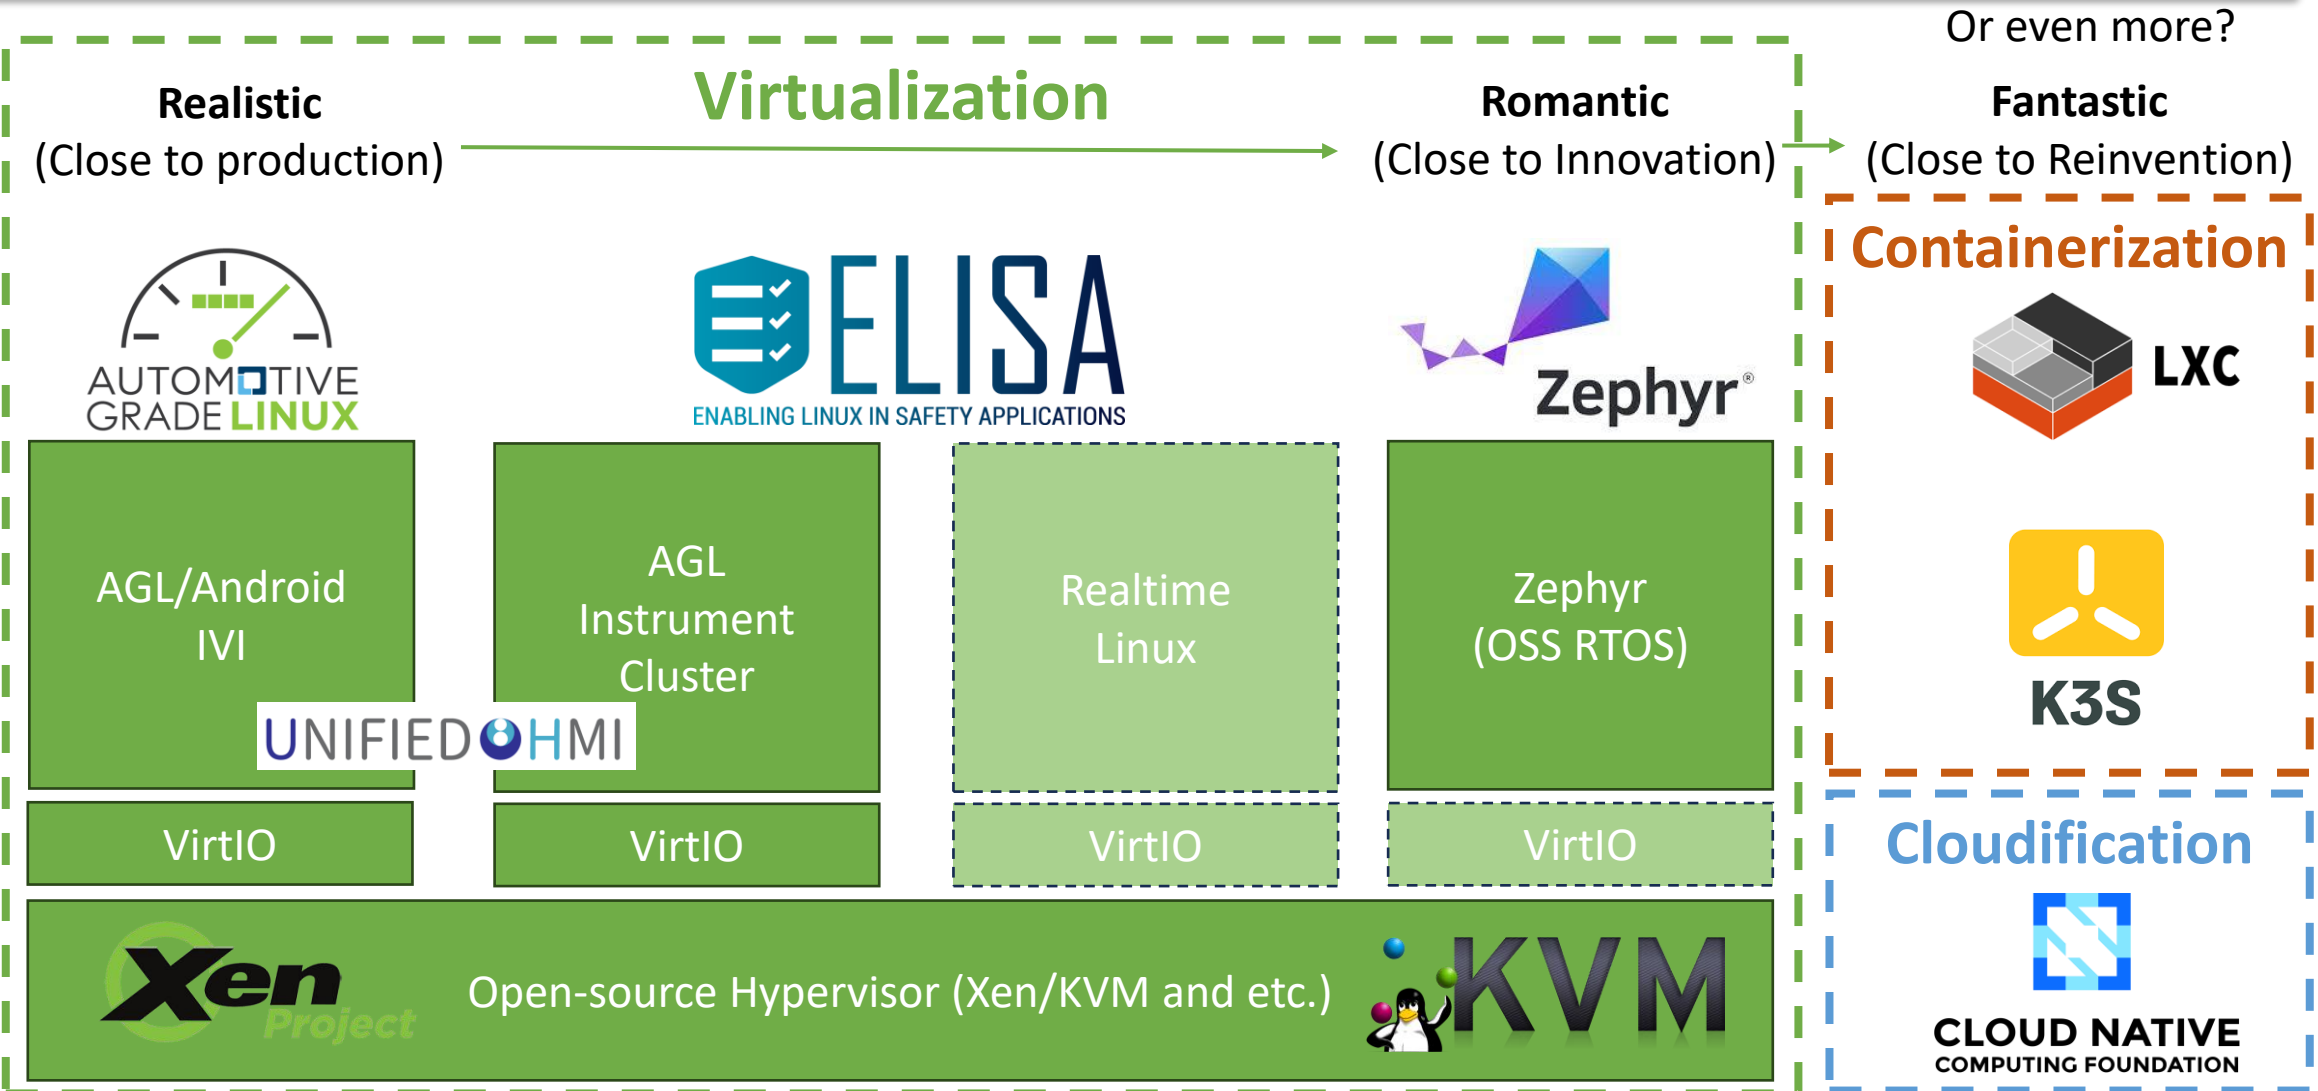 Or even more?
Virtualization
Realistic
(Close to production)
Romantic
(Close to Innovation)
Fantastic
(Close to Reinvention)
AUTOMOTIVE
GRADE LINUX
ELISA
ENABLING LINUX IN SAFETY APPLICATIONS
Zephyr®
Containerization
LXC
K3S
AGL/Android
IVI
AGL
Instrument
Cluster
Realtime
Linux
Zephyr
(OSS RTOS)
UNIFIED HMI
VirtIO
VirtIO
VirtIO
VirtIO
Xen
Project
Open-source Hypervisor (Xen/KVM and etc.)
KVM
Cloudification
CLOUD NATIVE
COMPUTING FOUNDATION